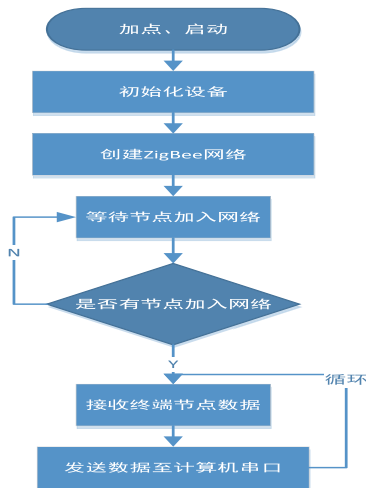 加点、启动
初始化设备
创建ZigBee网络
等待节点加入网络
N
是否有节点加入网络
Y
循环
接收终端节点数据
发送数据至计算机串口